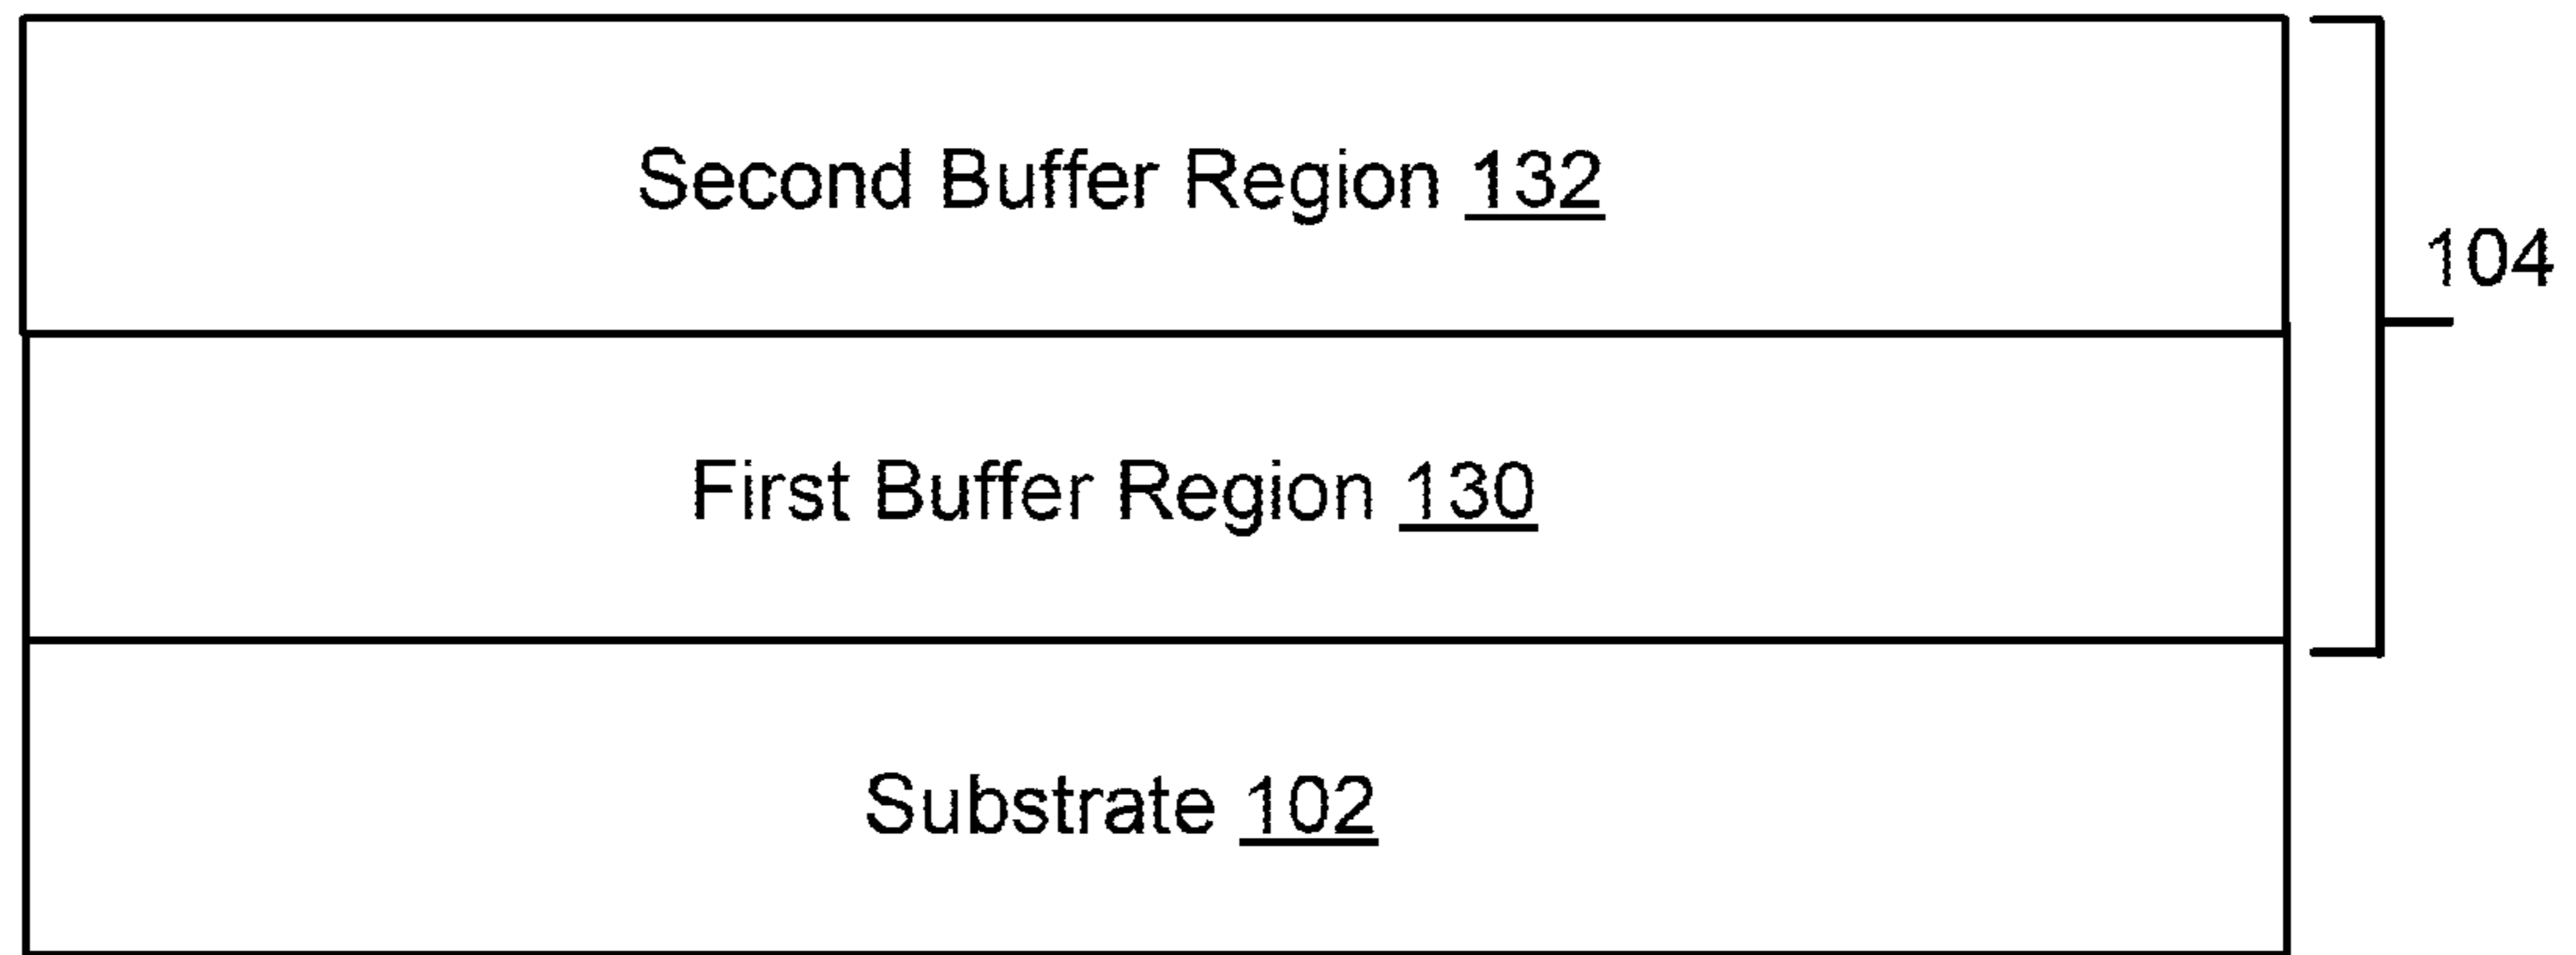 Second Buffer Region 132
104
First Buffer Region 130
Substrate 102